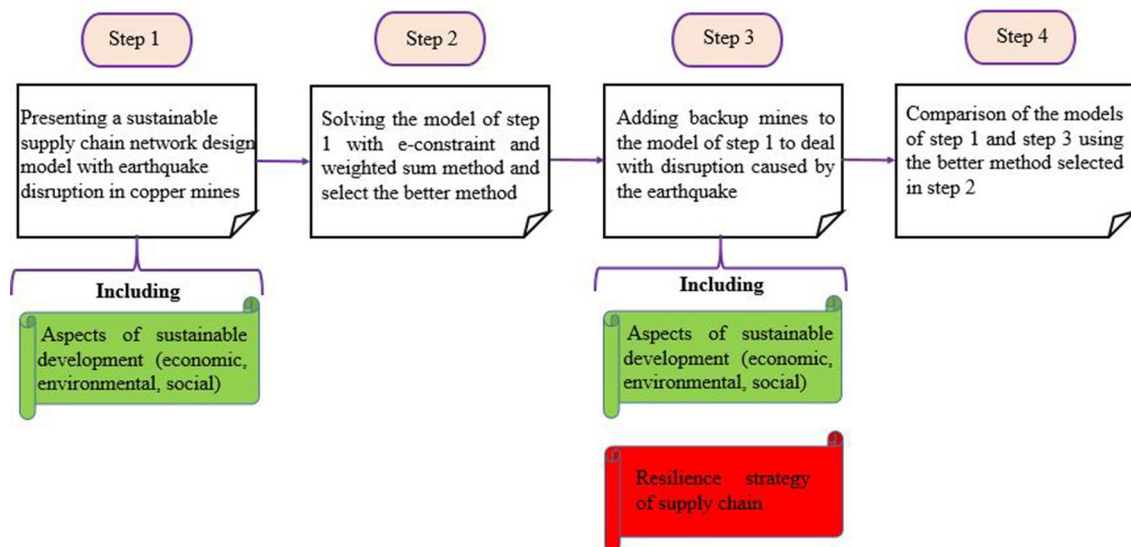 Step 1
Step 2
Step 3
Step 4
Presenting a sustainable
supply chain network design
model with earthquake
disruption in copper mines
Solving the model of step
1 with e-constraint and
weighted sum method and
select the better method
Adding backup mines to
the model of step 1 to deal
with disruption caused by
the earthquake
Comparison of the models
of step 1 and step 3 using
the better method selected
in step 2
Including
Aspects of sustainable
development (economic,
environmental, social)
Including
Aspects of sustainable
development (economic,
environmental, social)
Resilience strategy
of supply chain